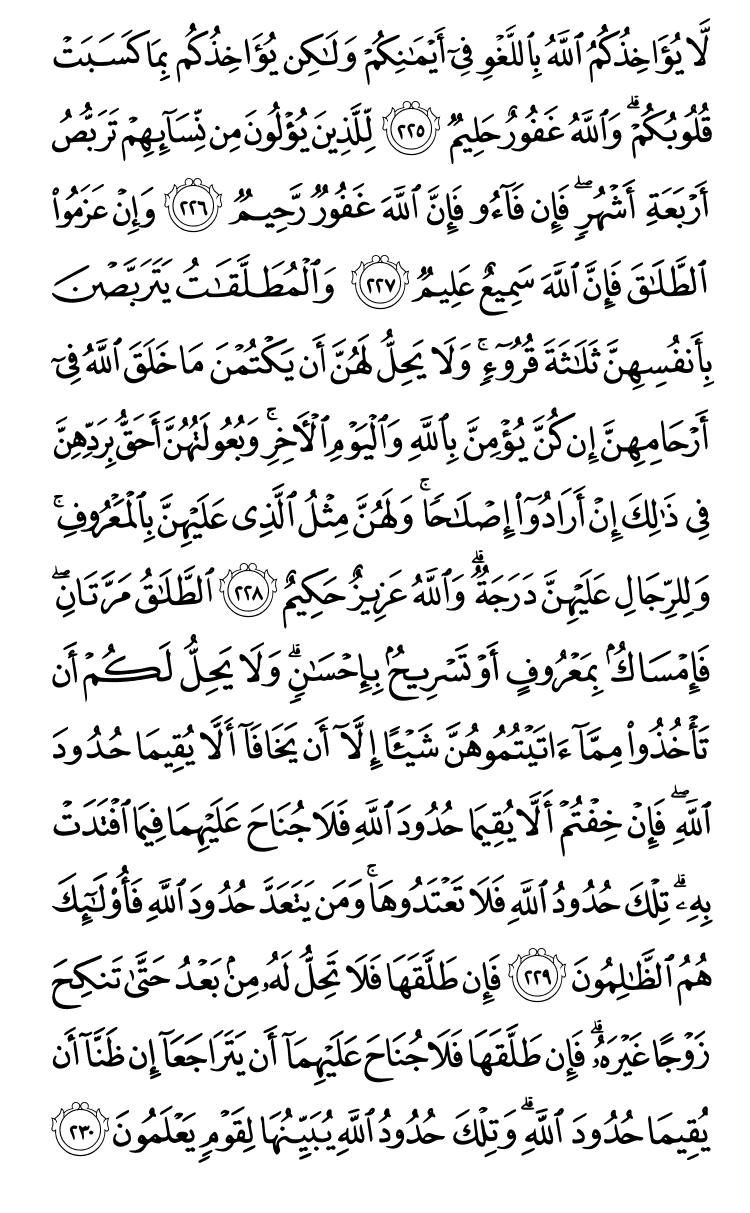 لَّا يُؤَاخِذُكُمُ ٱللَّهُ بِٱللَّغْوِ فِىٓ أَيْمَٰنِكُمْ وَلَٰكِن يُؤَاخِذُكُم بِمَا كَسَبَتْ
قُلُوبُكُمْ ۗ وَٱللَّهُ غَفُورٌ حَلِيمٌ ٢٢٥ لِّلَّذِينَ يُؤْلُونَ مِن نِّسَآئِهِمْ تَرَبُّصُ
أَرْبَعَةِ أَشْهُرٍ ۖ فَإِن فَآءُو فَإِنَّ ٱللَّهَ غَفُورٌ رَّحِيمٌ ٢٢٦ وَإِنْ عَزَمُوا۟
ٱلطَّلَٰقَ فَإِنَّ ٱللَّهَ سَمِيعٌ عَلِيمٌ ٢٢٧ وَٱلْمُطَلَّقَٰتُ يَتَرَبَّصْنَ
بِأَنفُسِهِنَّ ثَلَٰثَةَ قُرُوٓءٍ ۚ وَلَا يَحِلُّ لَهُنَّ أَن يَكْتُمْنَ مَا خَلَقَ ٱللَّهُ فِىٓ
أَرْحَامِهِنَّ إِن كُنَّ يُؤْمِنَّ بِٱللَّهِ وَٱلْيَوْمِ ٱلْأَخِرِ ۚ وَبُعُولَتُهُنَّ أَحَقُّ بِرَدِّهِنَّ
فِى ذَٰلِكَ إِنْ أَرَادُوٓا۟ إِصْلَٰحًا ۚ وَلَهُنَّ مِثْلُ ٱلَّذِى عَلَيْهِنَّ بِٱلْمَعْرُوفِ ۚ
وَلِلرِّجَالِ عَلَيْهِنَّ دَرَجَةٌ ۗ وَٱللَّهُ عَزِيزٌ حَكِيمٌ ٢٢٨ ٱلطَّلَٰقُ مَرَّتَانِ ۖ
فَإِمْسَاكٌۢ بِمَعْرُوفٍ أَوْ تَسْرِيحٌۢ بِإِحْسَٰنٍ ۗ وَلَا يَحِلُّ لَكُمْ أَن
تَأْخُذُوا۟ مِمَّآ ءَاتَيْتُمُوهُنَّ شَيْـًٔا إِلَّآ أَن يَخَافَآ أَلَّا يُقِيمَا حُدُودَ
ٱللَّهِ ۖ فَإِنْ خِفْتُمْ أَلَّا يُقِيمَا حُدُودَ ٱللَّهِ فَلَا جُنَاحَ عَلَيْهِمَا فِيمَا ٱفْتَدَتْ
بِهِۦ ۗ تِلْكَ حُدُودُ ٱللَّهِ فَلَا تَعْتَدُوهَا ۚ وَمَن يَتَعَدَّ حُدُودَ ٱللَّهِ فَأُو۟لَٰٓئِكَ
هُمُ ٱلظَّٰلِمُونَ ٢٢٩ فَإِن طَلَّقَهَا فَلَا تَحِلُّ لَهُۥ مِنۢ بَعْدُ حَتَّىٰ تَنكِحَ
زَوْجًا غَيْرَهُۥ ۗ فَإِن طَلَّقَهَا فَلَا جُنَاحَ عَلَيْهِمَآ أَن يَتَرَاجَعَآ إِن ظَنَّآ أَن
يُقِيمَا حُدُودَ ٱللَّهِ ۗ وَتِلْكَ حُدُودُ ٱللَّهِ يُبَيِّنُهَا لِقَوْمٍ يَعْلَمُونَ ٢٣٠